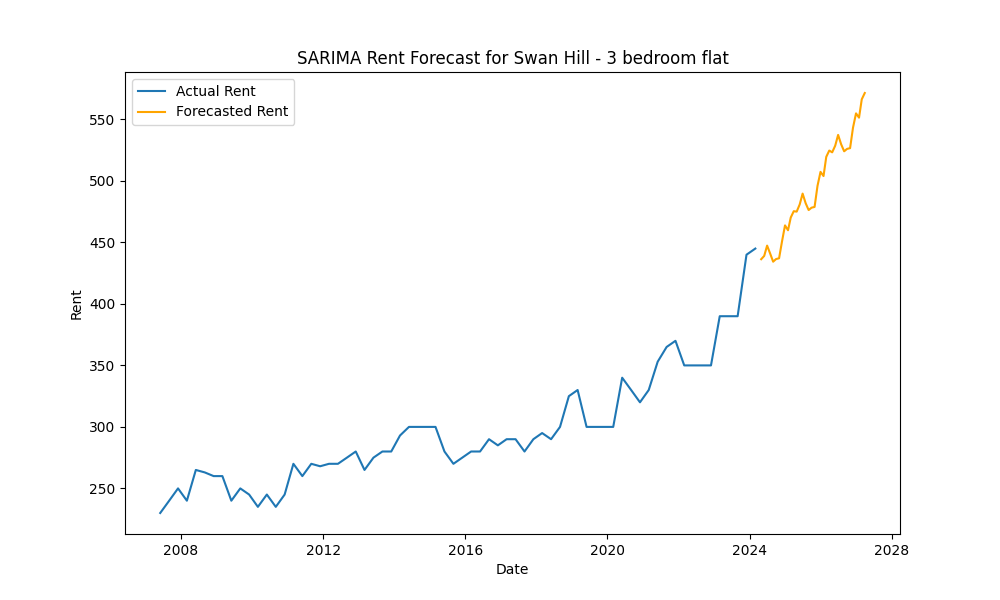 SARIMA Rent Forecast for Swan Hill - 3 bedroom flat
Actual Rent
Forecasted Rent
550
500
450
400
350
300
250
Rent
2008
2012
2016
2020
2024
2028
Date